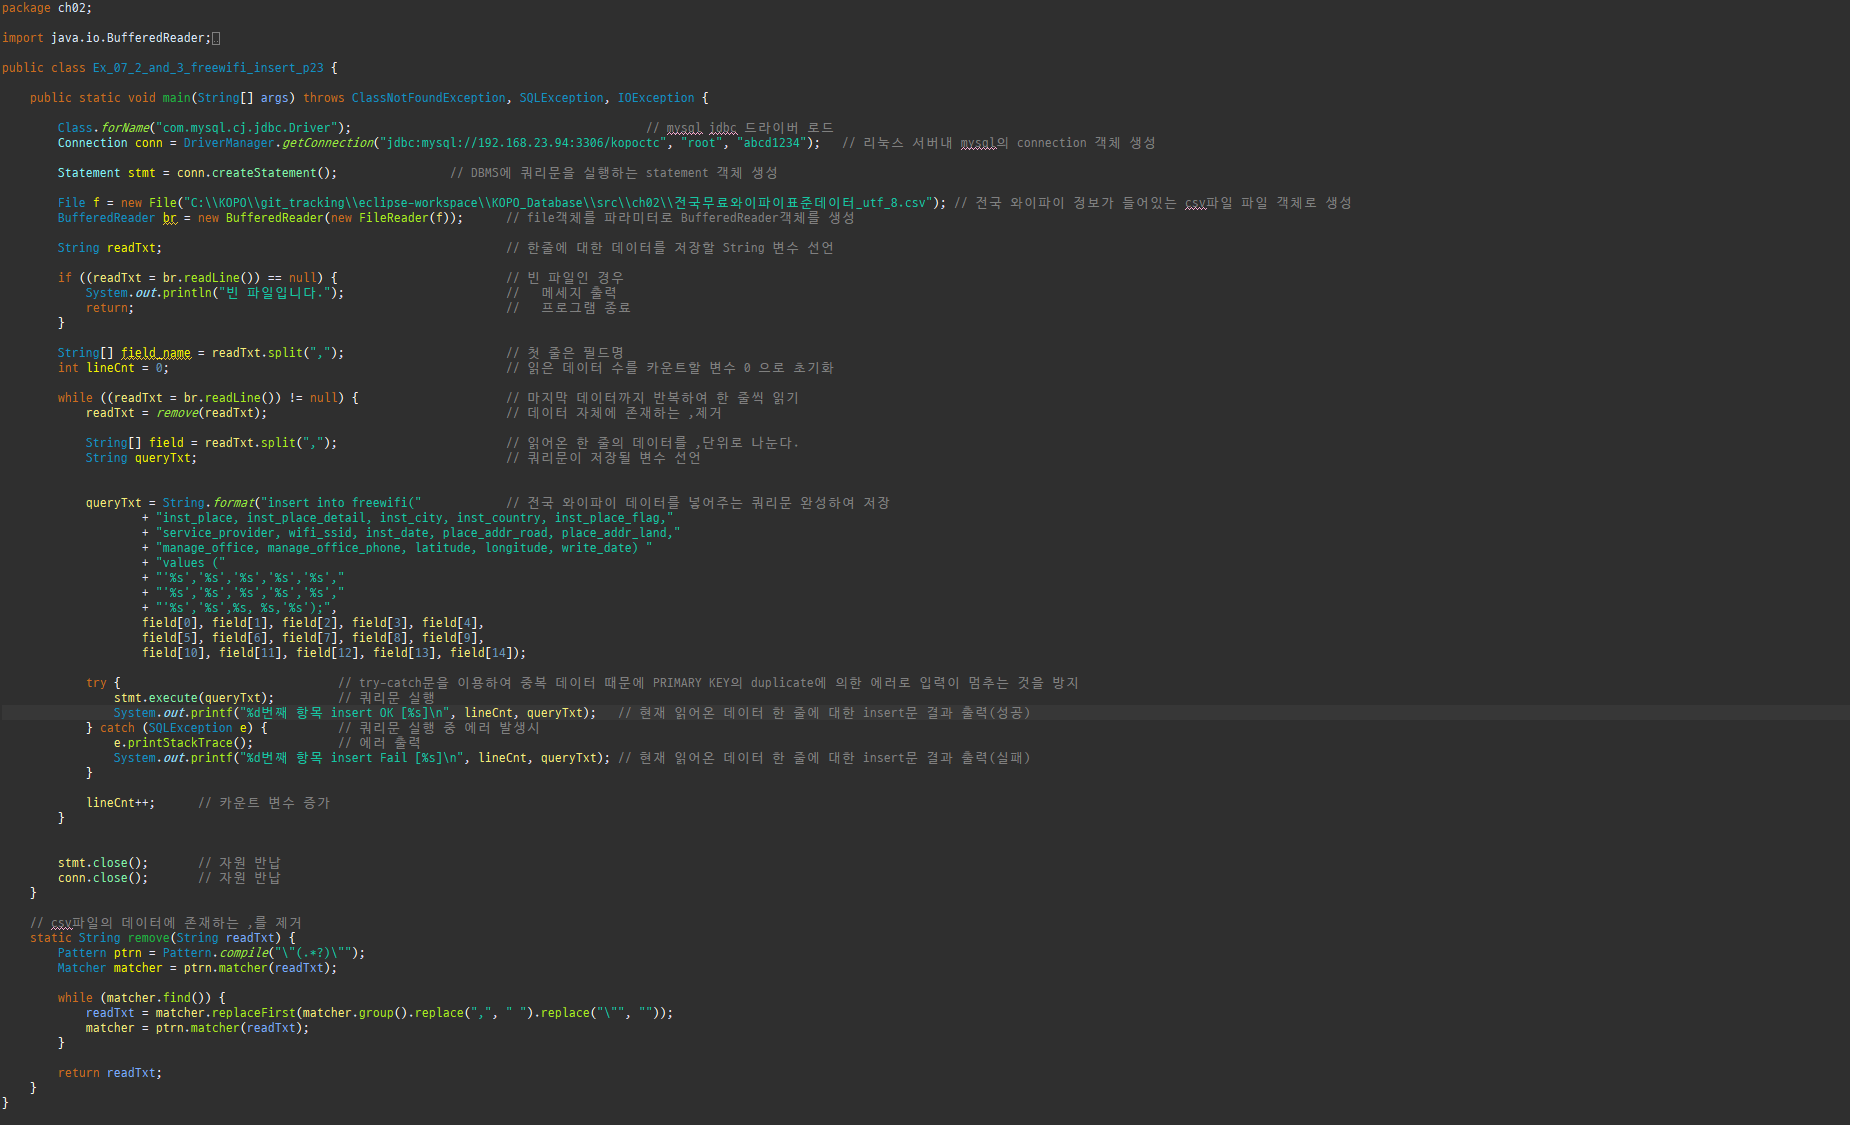 package ch02;
import java.io.BufferedReader;
public class Ex_07_2_and_3_freewifi_insert_p23 {
public static void main(String[] args) throws ClassNotFoundException, SQLException, IOException {
Class.forName("com.mysql.cj.jdbc.Driver"); // mysql jdbc 드라이버 로드
Connection conn = DriverManager.getConnection("jdbc:mysql://192.168.23.94:3306/kopoctc", "root", "abcd1234"); // 리눅스 서버내 mysql의 connection 객체 생성
Statement stmt = conn.createStatement(); // DBMS에 쿼리문을 실행하는 statement 객체 생성
File f = new File("C:\\KOPO\\git_tracking\\eclipse-workspace\\KOPO_Database\\src\\ch02\\전국무료와이파이표준데이터_utf_8.csv"); // 전국 와이파이 정보가 들어있는 csv파일 파일 객체로 생성
BufferedReader br = new BufferedReader(new FileReader(f)); // file객체를 파라미터로 BufferedReader객체를 생성
String readTxt; // 한줄에 대한 데이터를 저장할 String 변수 선언
if ((readTxt = br.readLine()) == null) { // 빈 파일인 경우
System.out.println("빈 파일입니다."); // 메세지 출력
return; // 프로그램 종료
}
String[] field_name = readTxt.split(","); // 첫 줄은 필드명
int lineCnt = 0; // 읽은 데이터 수를 카운트할 변수 0 으로 초기화
while ((readTxt = br.readLine()) != null) { // 마지막 데이터까지 반복하여 한 줄씩 읽기
readTxt = remove(readTxt); // 데이터 자체에 존재하는 ,제거
String[] field = readTxt.split(","); // 읽어온 한 줄의 데이터를 ,단위로 나눈다.
String queryTxt; // 쿼리문이 저장될 변수 선언
queryTxt = String.format("insert into freewifi(" // 전국 와이파이 데이터를 넣어주는 쿼리문 완성하여 저장
+ "inst_place, inst_place_detail, inst_city, inst_country, inst_place_flag,"
+ "service_provider, wifi_ssid, inst_date, place_addr_road, place_addr_land,"
+ "manage_office, manage_office_phone, latitude, longitude, write_date) "
+ "values ("
+ "'%s','%s','%s','%s','%s',"
+ "'%s','%s','%s','%s','%s',"
+ "'%s','%s',%s, %s,'%s');",
field[0], field[1], field[2], field[3], field[4],
field[5], field[6], field[7], field[8], field[9],
field[10], field[11], field[12], field[13], field[14]);
try { // try-catch문을 이용하여 중복 데이터 때문에 PRIMARY KEY의 duplicate에 의한 에러로 입력이 멈추는 것을 방지
stmt.execute(queryTxt); // 쿼리문 실행
System.out.printf("%d번째 항목 insert OK [%s]\n", lineCnt, queryTxt); // 현재 읽어온 데이터 한 줄에 대한 insert문 결과 출력(성공)
} catch (SQLException e) { // 쿼리문 실행 중 에러 발생시
e.printStackTrace(); // 에러 출력
System.out.printf("%d번째 항목 insert Fail [%s]\n", lineCnt, queryTxt); // 현재 읽어온 데이터 한 줄에 대한 insert문 결과 출력(실패)
}
lineCnt++; // 카운트 변수 증가
}
stmt.close(); // 자원 반납
conn.close(); // 자원 반납
}
// csv파일의 데이터에 존재하는 ,를 제거
static String remove(String readTxt) {
Pattern ptrn = Pattern.compile("\"(.*?)\"");
Matcher matcher = ptrn.matcher(readTxt);
while (matcher.find()) {
readTxt = matcher.replaceFirst(matcher.group().replace(",", " ").replace("\"", ""));
matcher = ptrn.matcher(readTxt);
}
return readTxt;
}
}